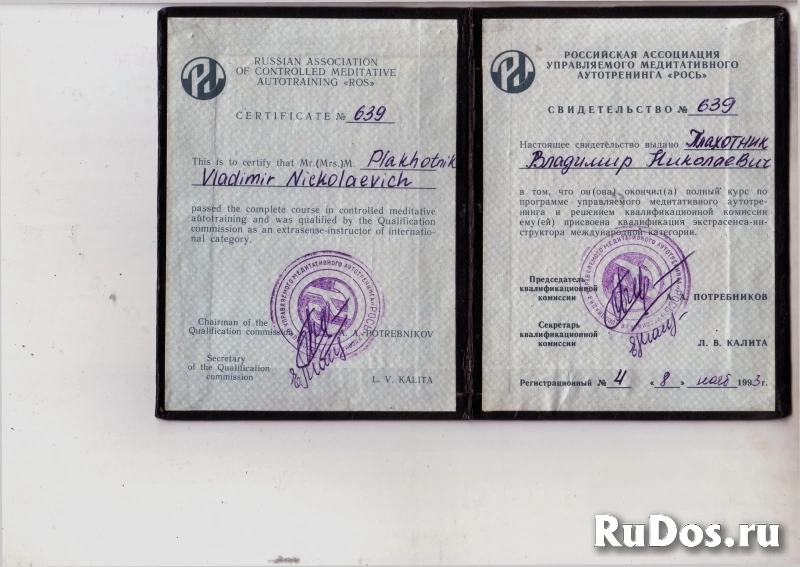 RUSSIAN ASSOCIATION
OF CONTROLLED MEDITATIVE
AUTOTRAINING «ROS»
CERTIFICATE № 639
This is to certify that Mr.(Mrs.)M. Plakhotnik
Vladimir Nickolaevich
passed the complete course in controlled meditative
autotraining and was qualified by the Qualification
commission as an extrasense-instructor of internatio-
nal category.
Chairman of the
Qualification commission
A. A. POTREBNIKOV
Secretary
of the Qualification
commission
L. V. KALITA
РОССИЙСКАЯ АССОЦИАЦИЯ
УПРАВЛЯЕМОГО МЕДИТАТИВНОГО
АУТОТРЕНИНГА «РОСЬ»
СВИДЕТЕЛЬСТВО № 639
Настоящее свидетельство выдано Плахотник
Владимир Николаевич
в том, что он(она) окончил(а) полный курс по
программе управляемого медитативного аутотре-
нинга и решением квалификационной комиссии
ему(ей) присвоена квалификация экстрасенса-ин-
структора международной категории.
Председатель
квалификационной
комиссии
А. А. ПОТРЕБНИКОВ
Секретарь
квалификационной
комиссии
Л. В. КАЛИТА
Регистрационный № 4 « 8 » нояб 1993 г.
RuDos.ru